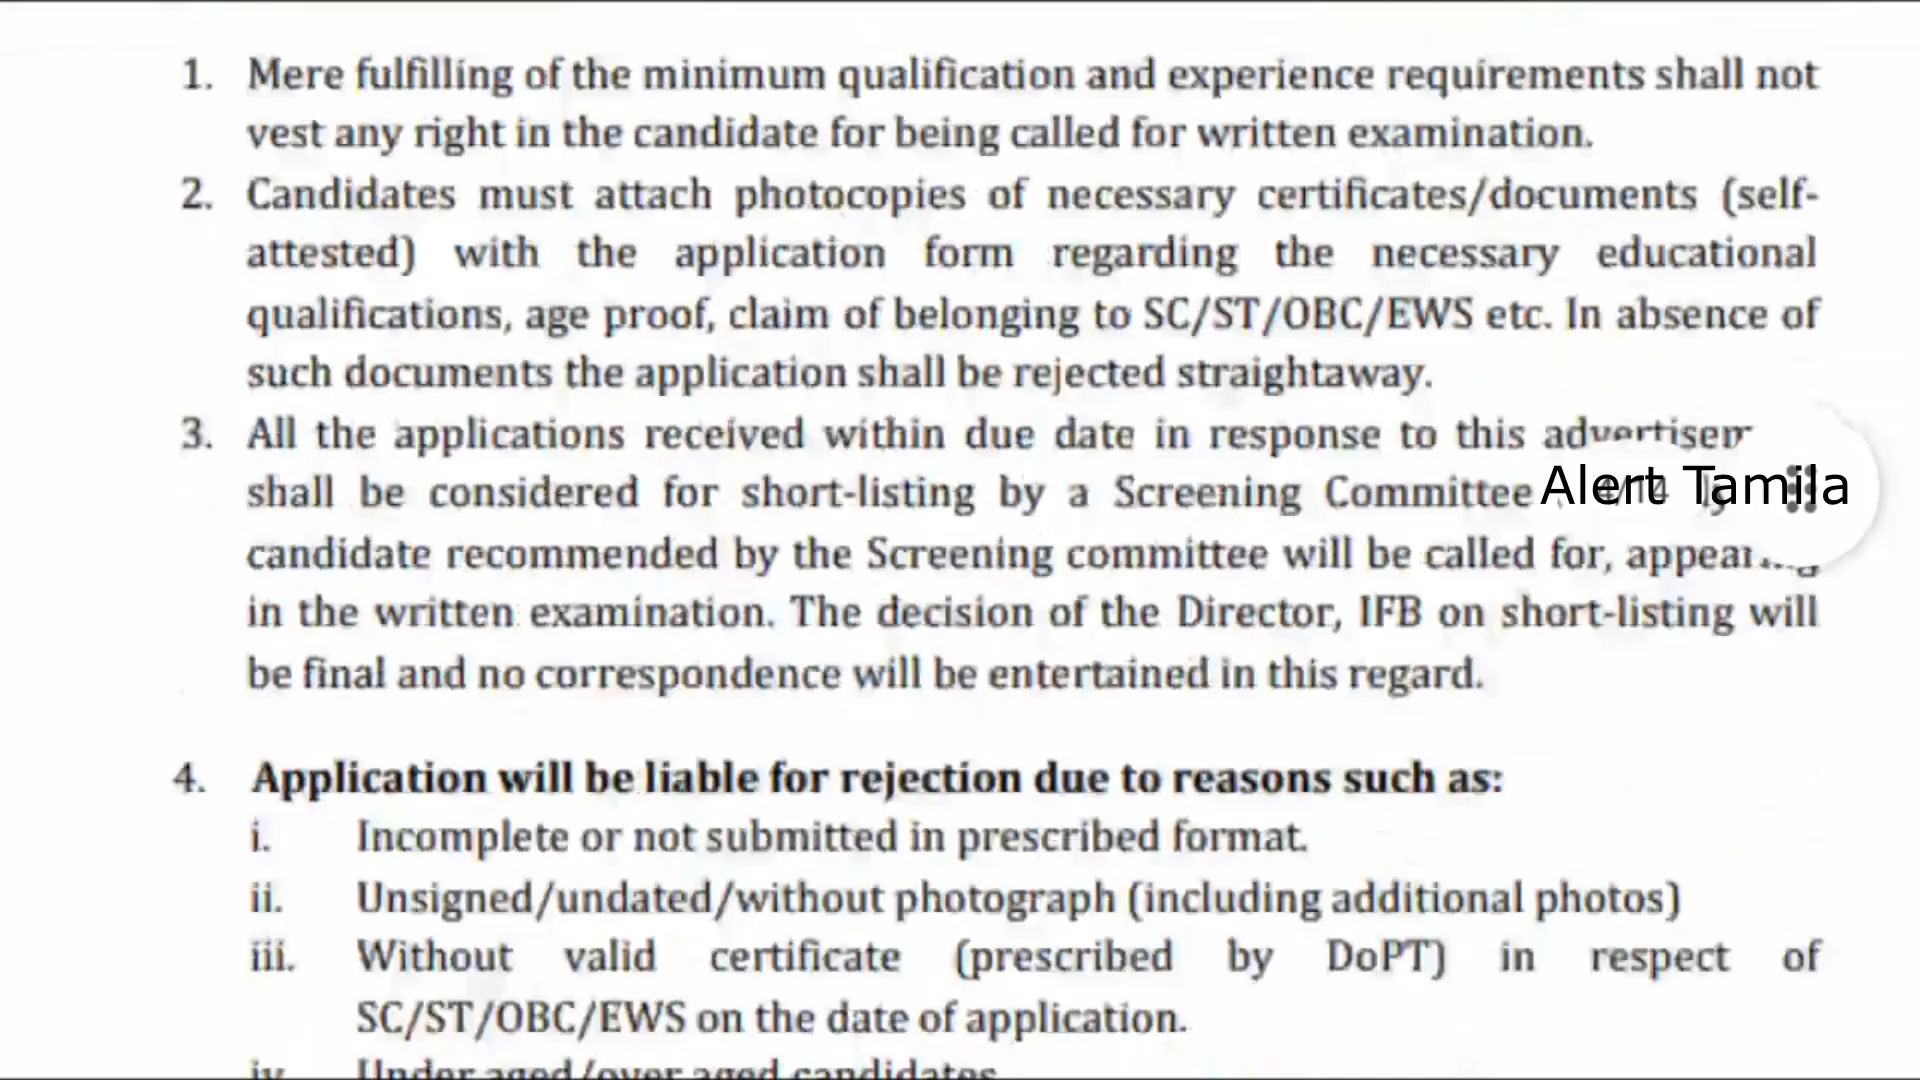 1. Mere fulfilling of the minimum qualification and experience requirements shall not
vest any right in the candidate for being called for written examination.
2. Candidates must attach photocopies of necessary certificates/documents (self-
attested) with the application form regarding the necessary educational
qualifications, age proof, claim of belonging to SC/ST/OBC/EWS etc. In absence of
such documents the application shall be rejected straightaway.
3. All the applications received within due date in response to this
shall be considered for short-listing by a Screening Committee
Alert Tamila
candidate recommended by the Screening committee will be called for,
in the written examination. The decision of the Director, IFB on short-listing will
be final and no correspondence will be entertained in this regard.
4. Application will be liable for rejection due to reasons such as:
i. Incomplete or not submitted in prescribed format.
ii. Unsigned/undated/without photograph (including additional photos)
iii. Without valid certificate (prescribed by DoPT) in respect of
SC/ST/OBC/EWS on the date of application.
iv. Under aged/over aged candidates